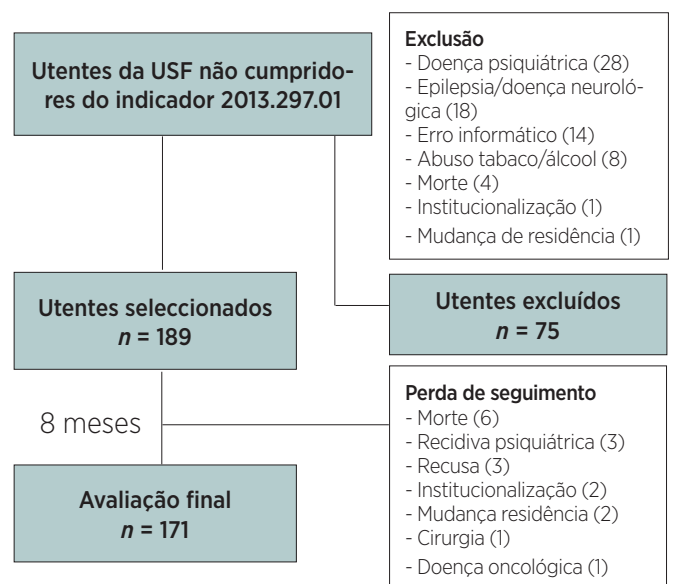 Utentes da USF não cumprido-
res do indicador 2013.297.01
Exclusão
- Doença psiquiátrica (28)
- Epilepsia/doença neuroló-
gica (18)
- Erro informático (14)
- Abuso tabaco/álcool (8)
- Morte (4)
- Institucionalização (1)
- Mudança de residência (1)
Utentes seleccionados
n = 189
Utentes excluídos
n = 75
8 meses
Perda de seguimento
- Morte (6)
- Recidiva psiquiátrica (3)
- Recusa (3)
- Institucionalização (2)
- Mudança residência (2)
- Cirurgia (1)
- Doença oncológica (1)
Avaliação final
n = 171